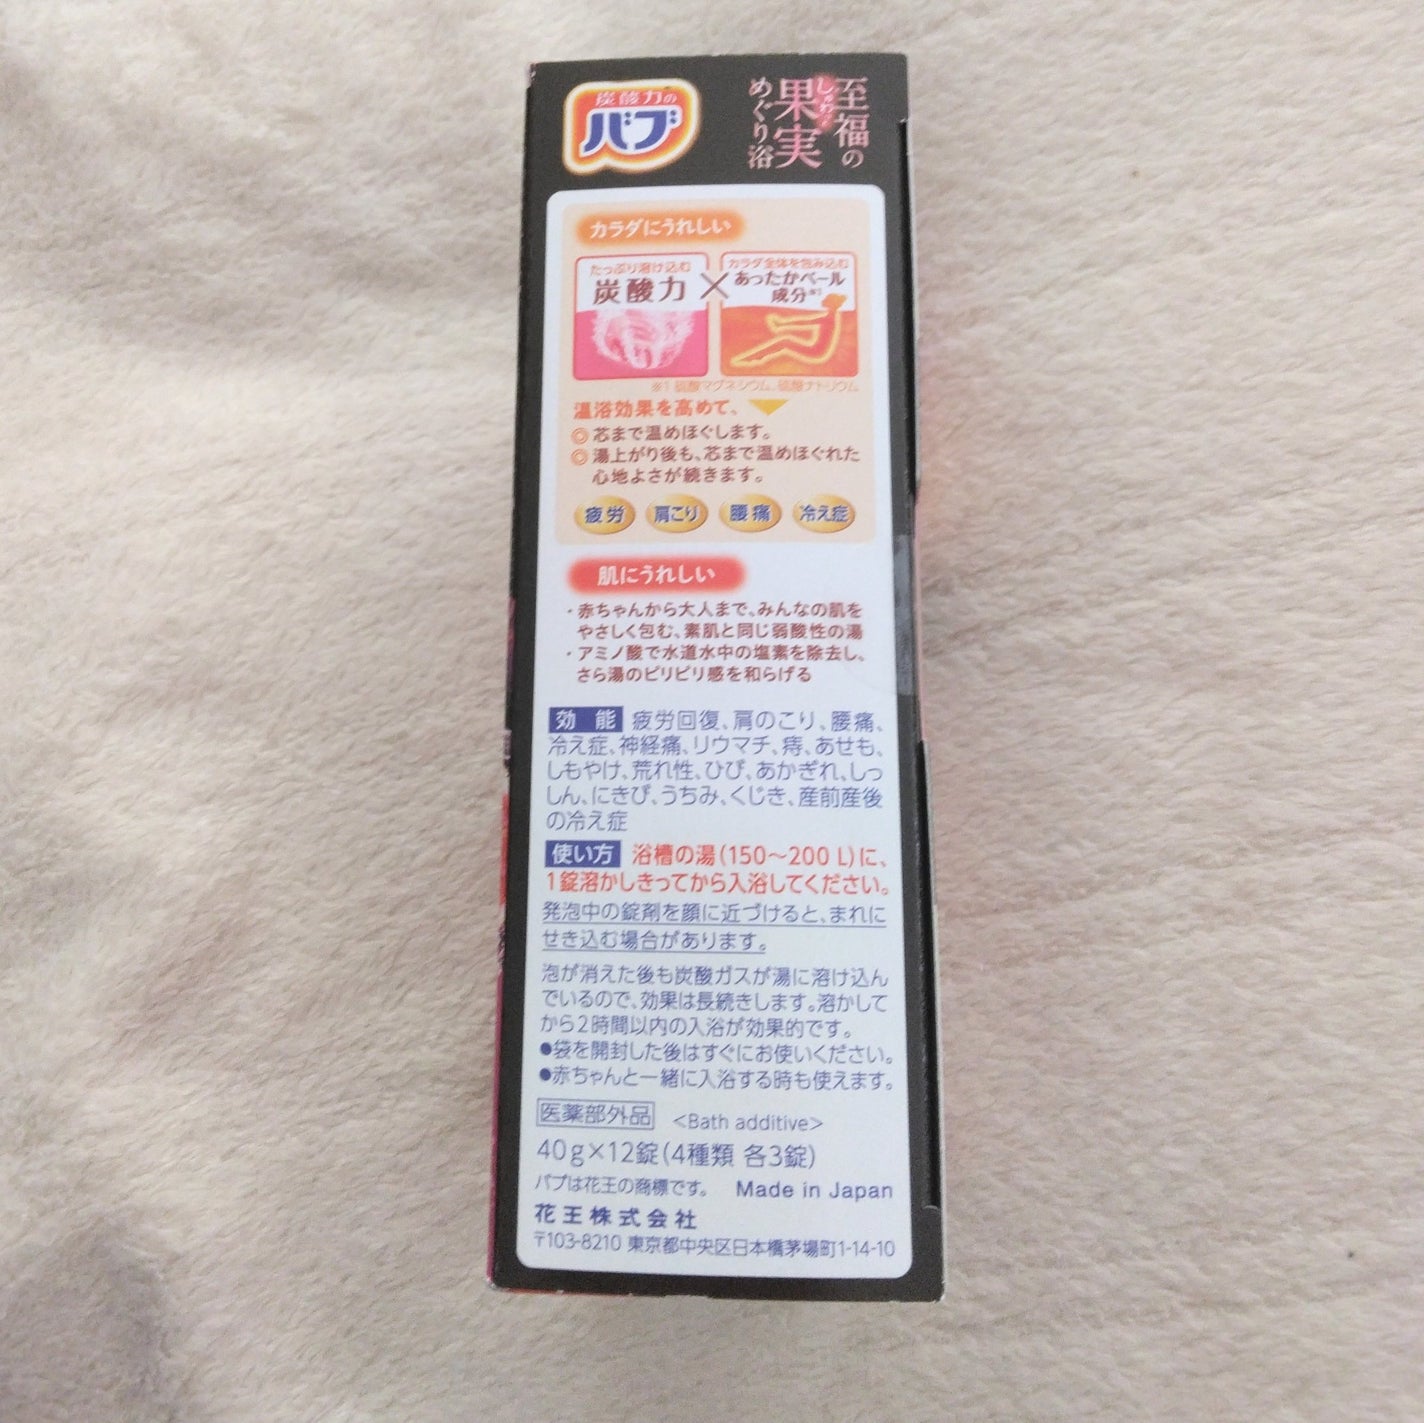 炭酸力の
バブ
至福の
しゅわっ
果実
めぐり浴
カラダにうれしい
たっぷり溶け込む
炭酸力
×
カラダ全体を包み込む
あったかベール
成分※1
※1 硫酸マグネシウム、硫酸ナトリウム
温浴効果を高めて、
◎芯まで温めほぐします。
◎湯上がり後も、芯まで温めほぐれた
心地よさが続きます。
疲労 肩こり 腰痛 冷え症
肌にうれしい
・赤ちゃんから大人まで、みんなの肌を
やさしく包む、素肌と同じ弱酸性の湯
・アミノ酸で水道水中の塩素を除去し、
さら湯のピリピリ感を和らげる
効能 疲労回復、肩のこり、腰痛、
冷え症、神経痛、リウマチ、痔、あせも、
しもやけ、荒れ性、ひび、あかぎれ、しっ
しん、にきび、うちみ、くじき、産前産後
の冷え症
使い方 浴槽の湯(150～200 L)に、
1錠溶かしきってから入浴してください。
発泡中の錠剤を顔に近づけると、まれに
せき込む場合があります。
泡が消えた後も炭酸ガスが湯に溶け込ん
でいるので、効果は長続きします。溶かして
から2時間以内の入浴が効果的です。
●袋を開封した後はすぐにお使いください。
●赤ちゃんと一緒に入浴する時も使えます。
医薬部外品 <Bath additive>
40g×12錠(4種類 各3錠)
バブは花王の商標です。 Made in Japan
花王株式会社
〒103-8210 東京都中央区日本橋茅場町1-14-10